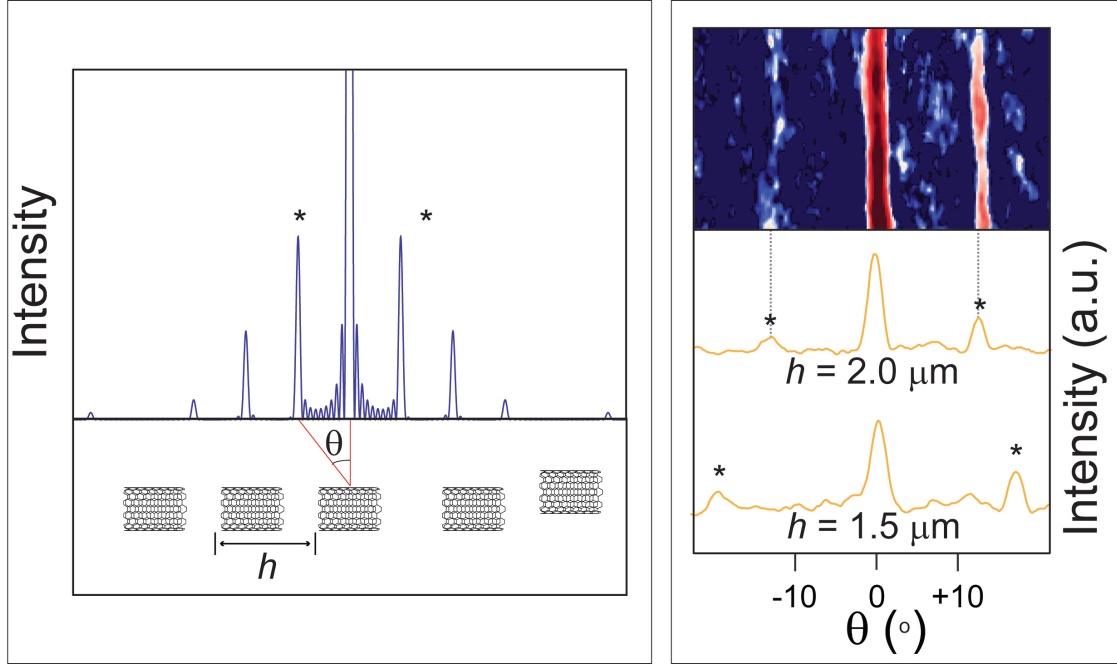 Intensity
* *
θ
h
* *
h = 2.0 μm
* *
h = 1.5 μm
-10 0 +10
θ (°)
Intensity (a.u.)